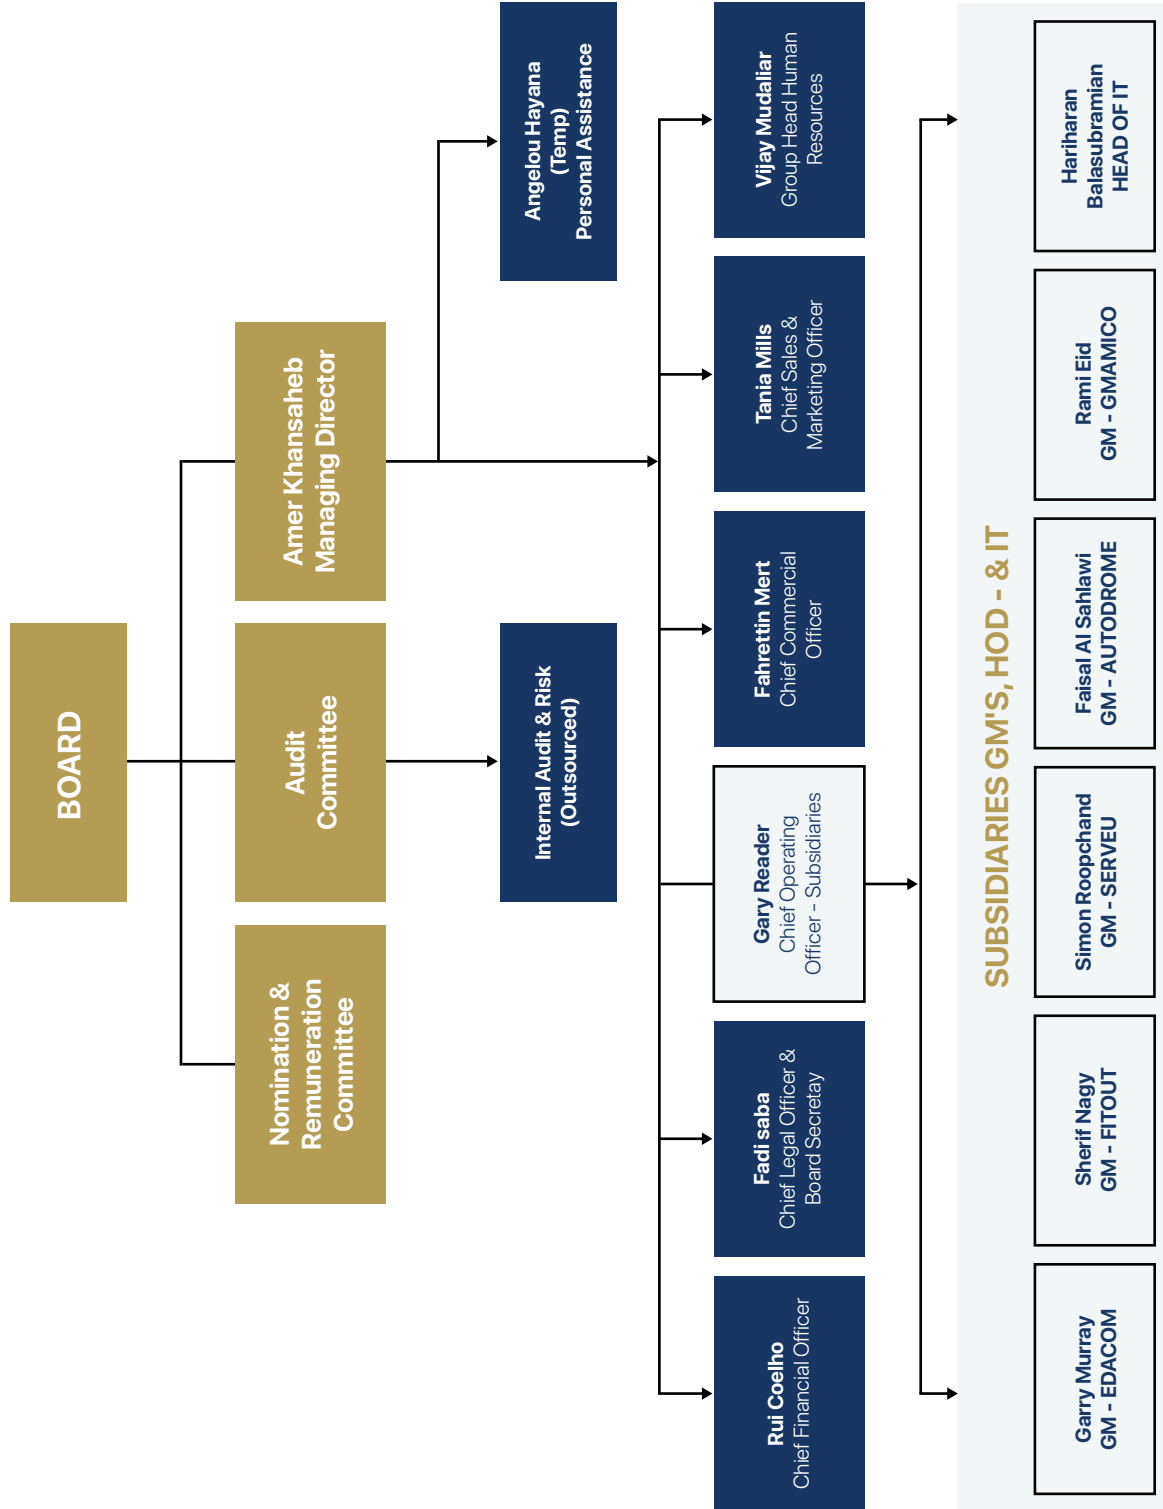 BOARD
Nomination &
Remuneration
Committee
Audit
Committee
Amer Khansaheb
Managing Director
Internal Audit & Risk
(Outsourced)
Angelou Hayana
(Temp)
Personal Assistance
Rui Coelho
Chief Financial Officer
Fadi saba
Chief Legal Officer &
Board Secretay
Gary Reader
Chief Operating
Officer - Subsidiaries
Fahrettin Mert
Chief Commercial
Officer
Tania Mills
Chief Sales &
Marketing Officer
Vijay Mudaliar
Group Head Human
Resources
SUBSIDIARIES GM'S, HOD - & IT
Garry Murray
GM - EDACOM
Sherif Nagy
GM - FITOUT
Simon Roopchand
GM - SERVEU
Faisal Al Sahlawi
GM - AUTODROME
Rami Eid
GM - GMAMICO
Hariharan
Balasubramian
HEAD OF IT